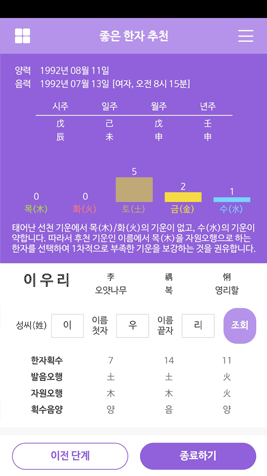 좋은 한자 추천
양력 1992년 08월 11일
음력 1992년 07월 13일 [여자, 오전 8시 15분]
시주 일주 월주 년주
戊 己 戊 壬
辰 未 申 申
0 0 5 2 1
목(木) 화(火) 토(土) 금(金) 수(水)
태어난 선천 기운에서 목(木)/화(火)의 기운이 없고, 수(水)의 기운이
약합니다. 따라서 후천 기운인 이름에서 목(木)을 자원오행으로 하는
한자를 선택하여 1차적으로 부족한 기운을 보강하는 것을 권유합니다.
이 우 리 李 禑 悧
오얏나무 복 영리할
성씨(姓) 이 이름 첫자 우 이름 끝자 리 조회
한자획수 7 14 11
발음오행 土 土 火
자원오행 木 木 火
획수음양 양 음 양
이전 단계 종료하기